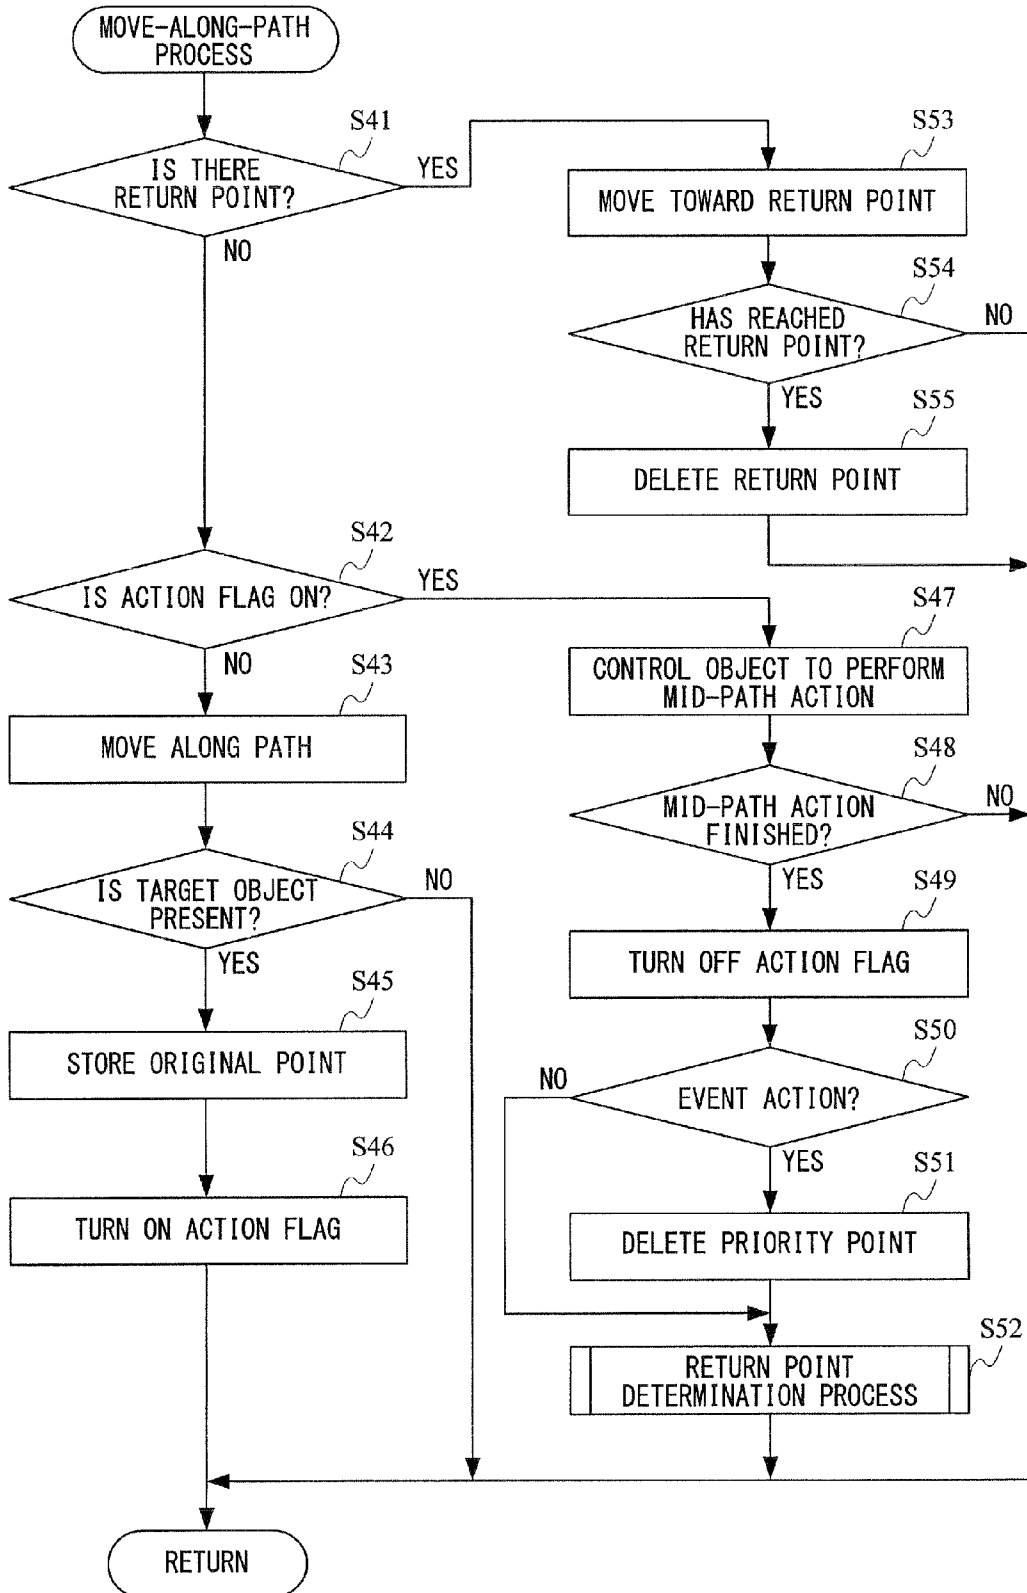 MOVE-ALONG-PATH
PROCESS
S41
IS THERE
RETURN POINT?
YES
NO
S53
MOVE TOWARD RETURN POINT
S54
HAS REACHED
RETURN POINT?
NO
YES
S55
DELETE RETURN POINT
S42
IS ACTION FLAG ON?
YES
NO
S43
MOVE ALONG PATH
S44
IS TARGET OBJECT
PRESENT?
NO
YES
S45
STORE ORIGINAL POINT
S46
TURN ON ACTION FLAG
S47
CONTROL OBJECT TO PERFORM
MID-PATH ACTION
S48
MID-PATH ACTION
FINISHED?
NO
YES
S49
TURN OFF ACTION FLAG
S50
EVENT ACTION?
NO
YES
S51
DELETE PRIORITY POINT
S52
RETURN POINT
DETERMINATION PROCESS
RETURN